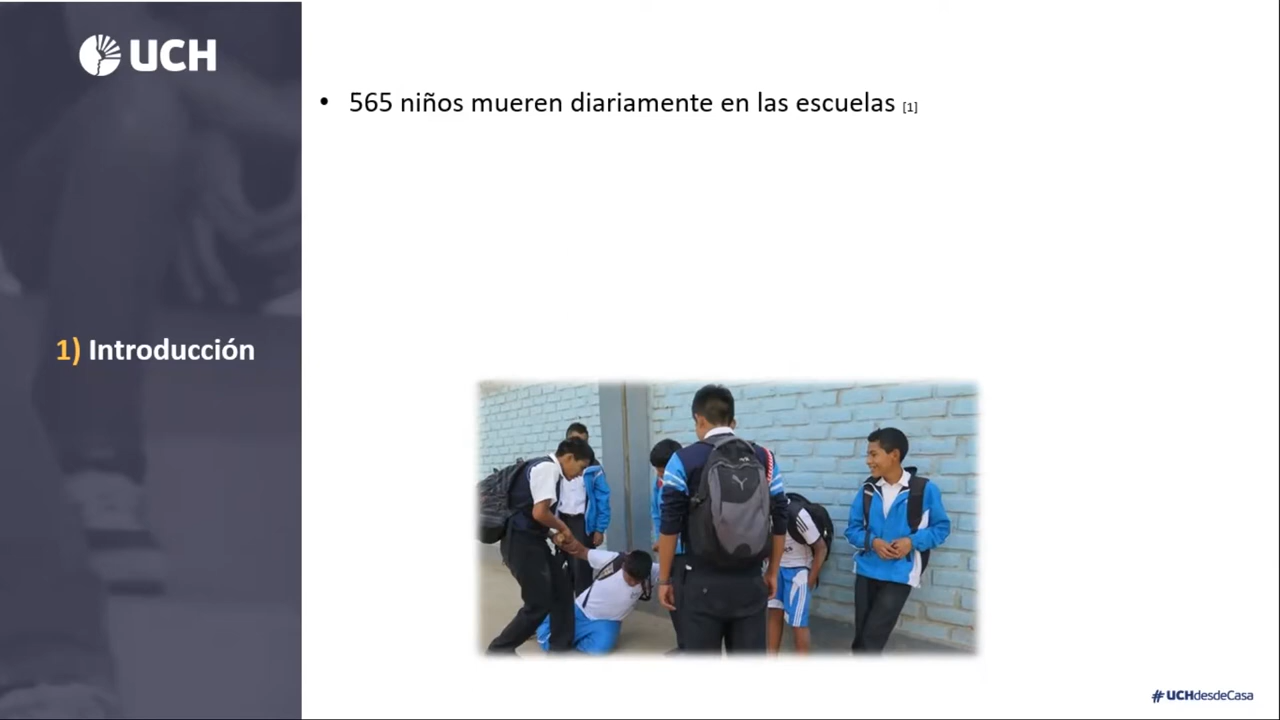 UCH
• 565 niños mueren diariamente en las escuelas [1]
1) Introducción
#UCHdesdeCasa